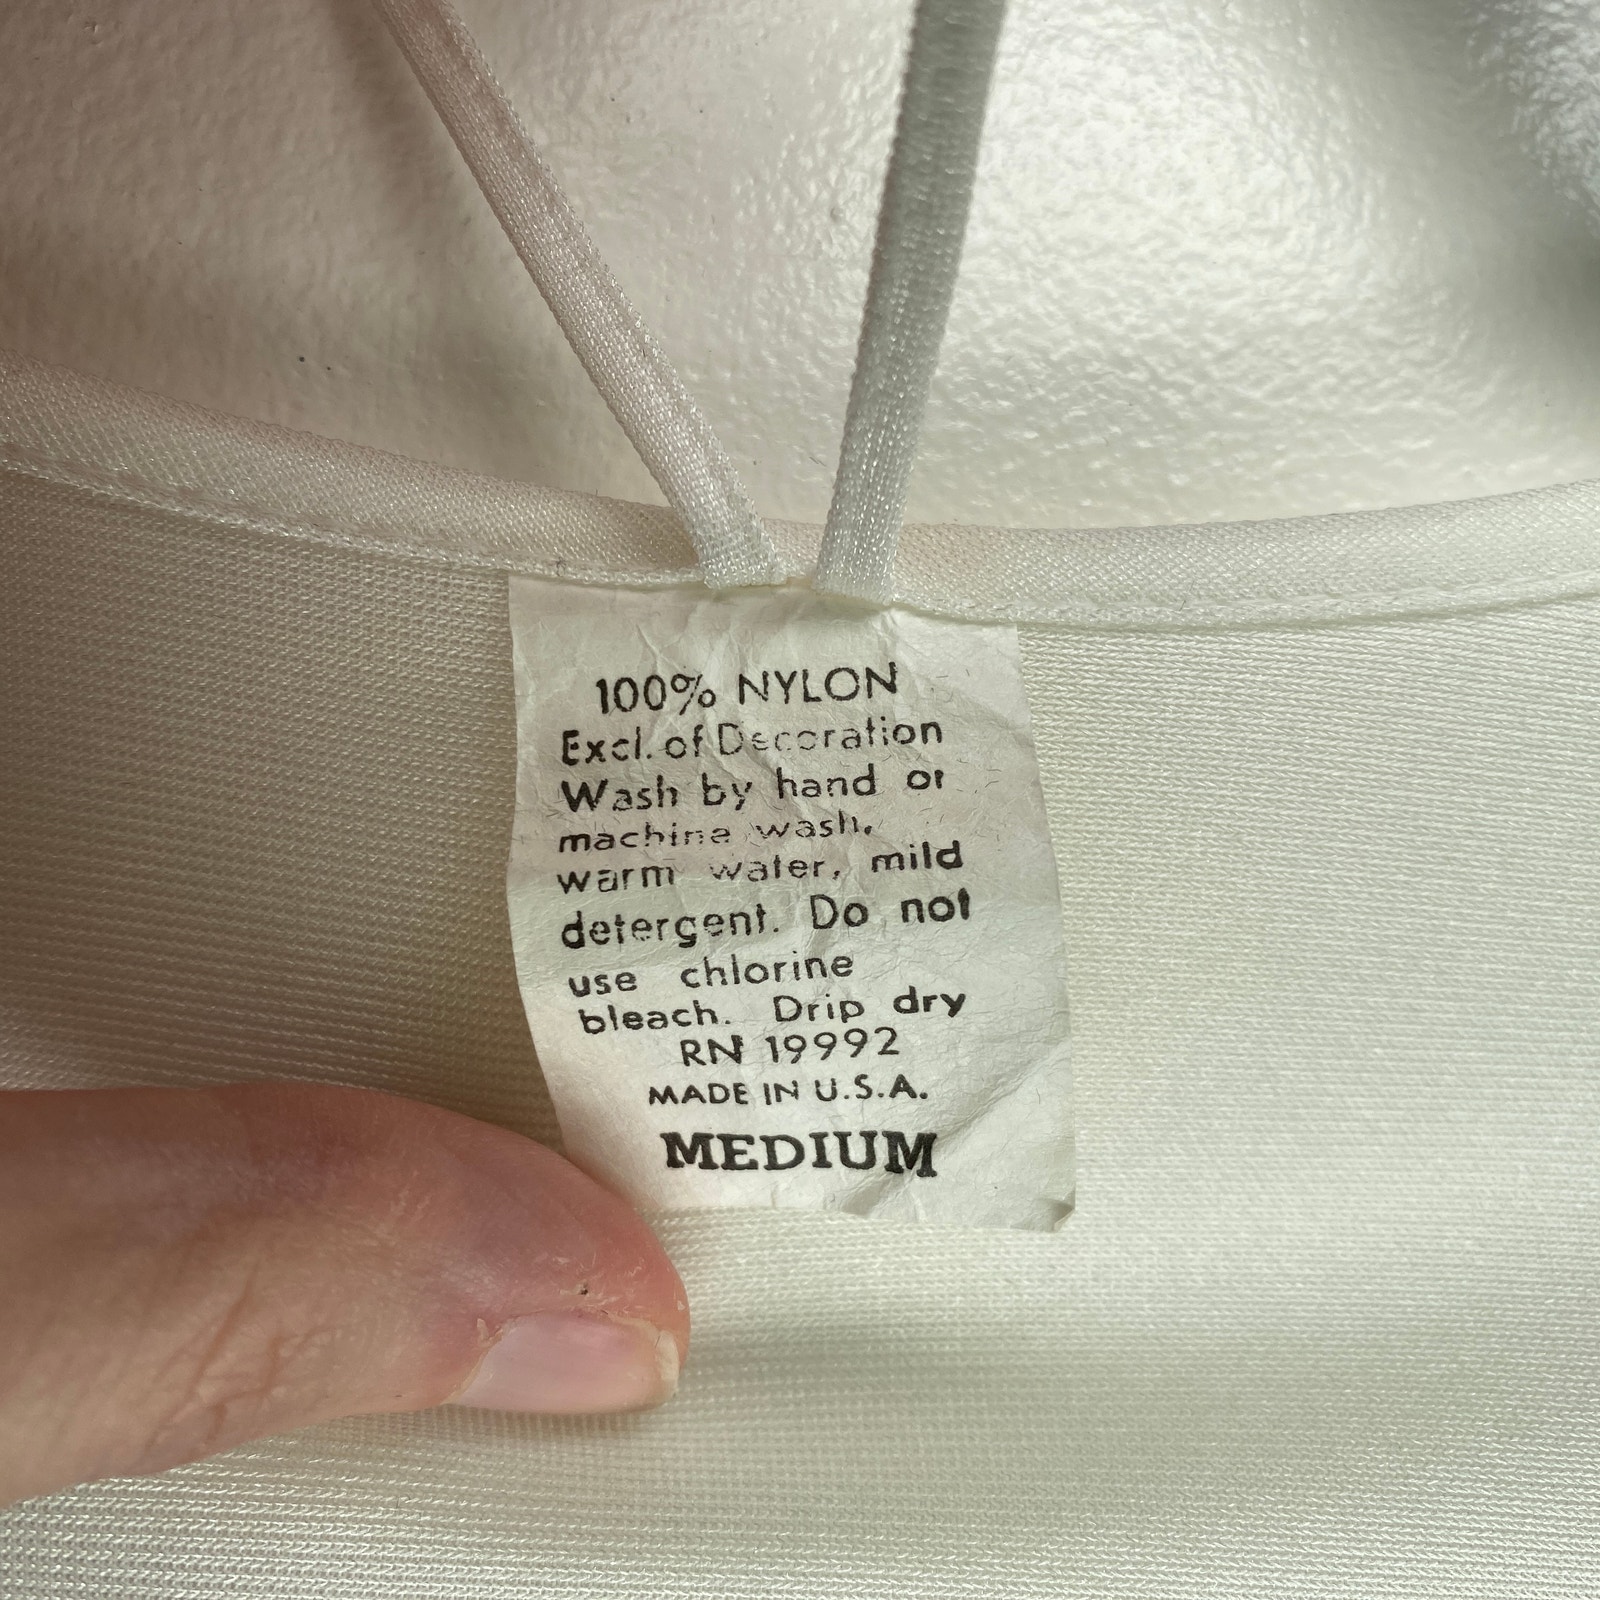 100% NYLON
Excl. of Decoration
Wash by hand or
machine wash,
warm water, mild
detergent. Do not
use chlorine
bleach. Drip dry
RN 19992
MADE IN U.S.A.
MEDIUM